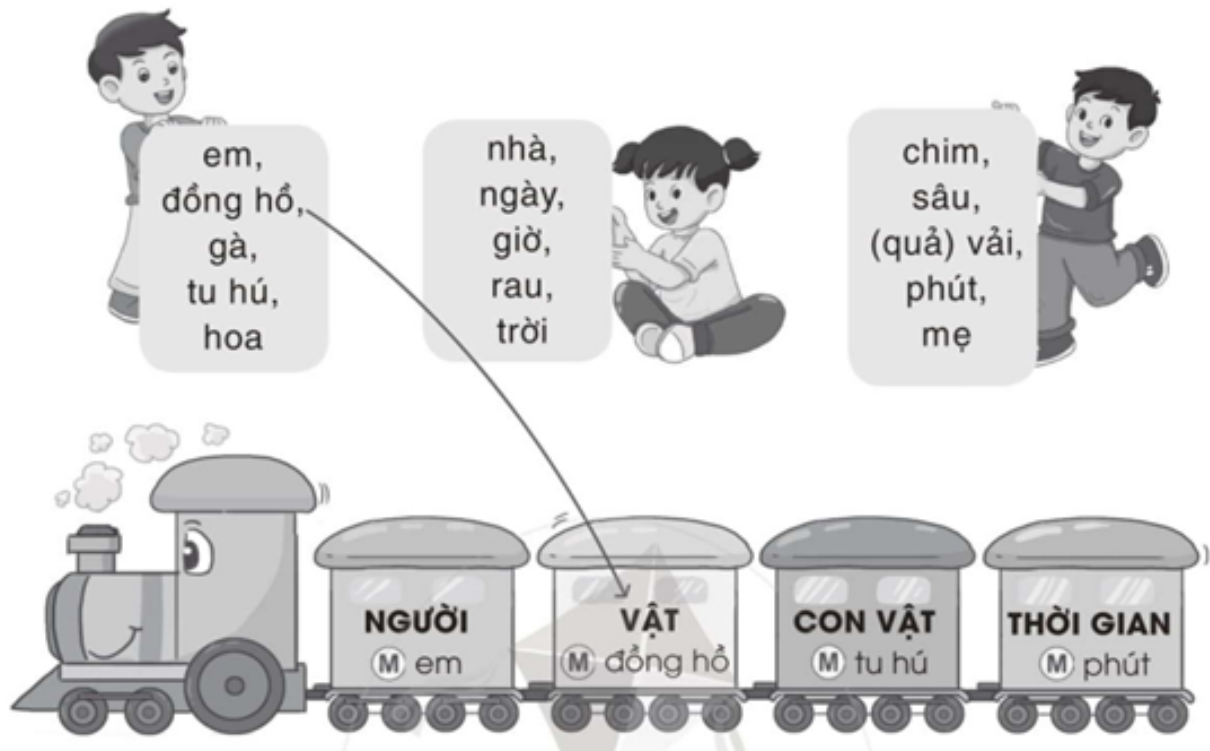 em,
đồng hồ,
gà,
tu hú,
hoa
nhà,
ngày,
giờ,
rau,
trời
chim,
sâu,
(quả) vải,
phút,
mẹ
NGƯỜI
M em
VẬT
M đồng hồ
CON VẬT
M tu hú
THỜI GIAN
M phút